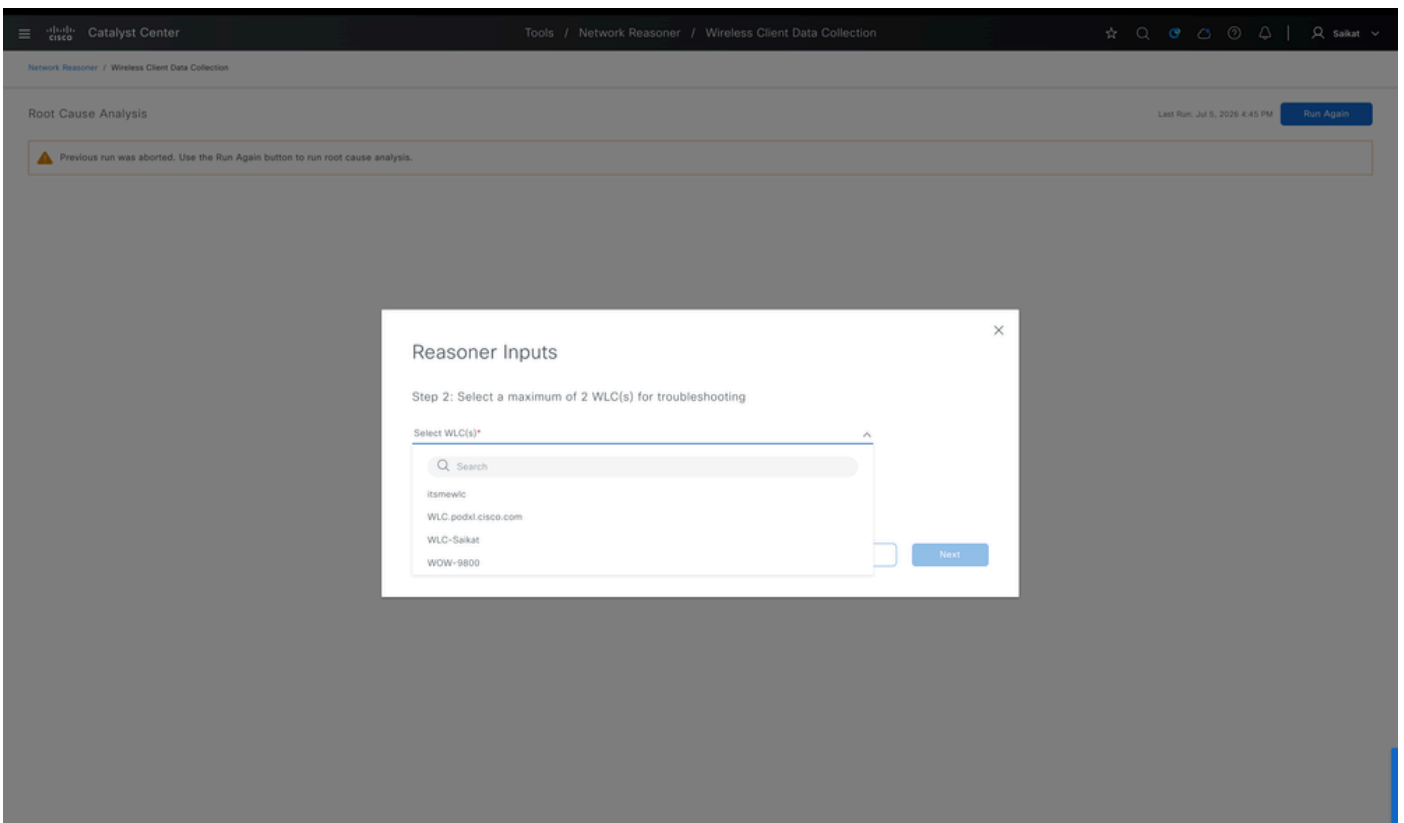 cisco Catalyst Center Tools / Network Reasoner / Wireless Client Data Collection Saikat
Network Reasoner / Wireless Client Data Collection
Root Cause Analysis Last Run: Jul 5, 2026 4:45 PM Run Again
Previous run was aborted. Use the Run Again button to run root cause analysis.
Reasoner Inputs
Step 2: Select a maximum of 2 WLC(s) for troubleshooting
Select WLC(s)*
Search
itsmewlc
WLC.podxl.cisco.com
WLC-Saikat
WOW-9800
Next